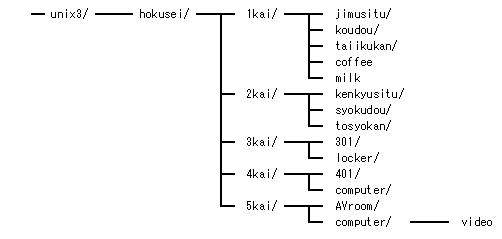 unix3/ hokusei/ 1kai/ jimusitu/
koudou/
taiikukan/
coffee
milk
2kai/ kenkyusitu/
syokudou/
tosyokan/
3kai/ 301/
locker/
4kai/ 401/
computer/
5kai/ AVroom/
computer/ video